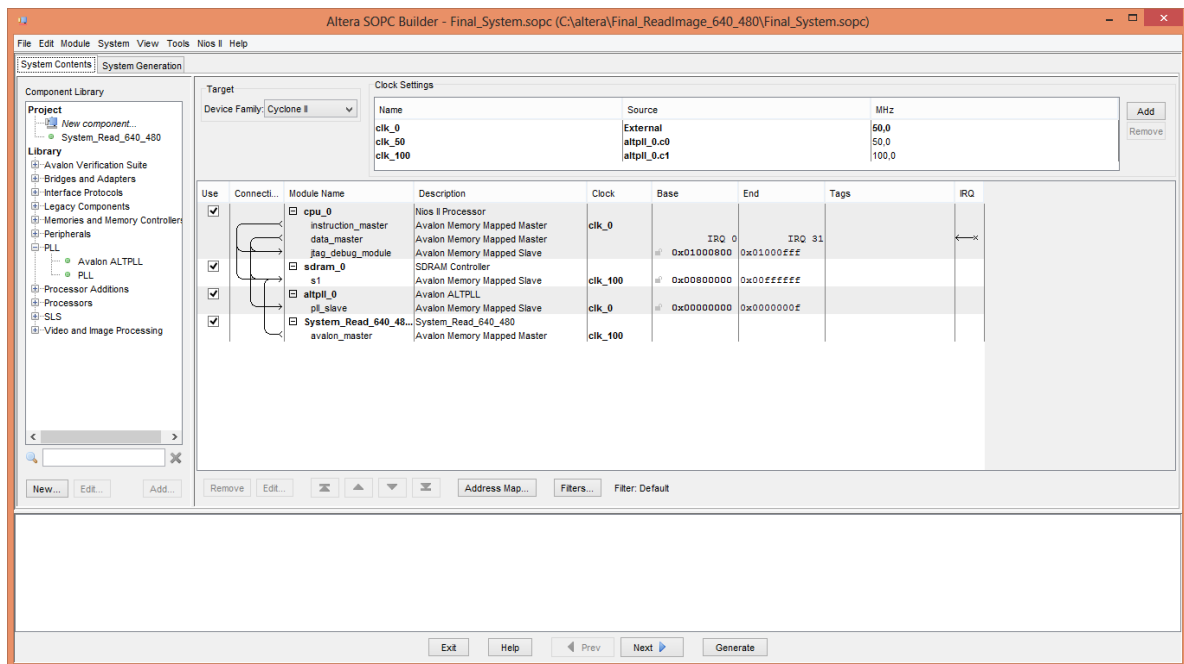 Altera SOPC Builder - Final_System.sopc (C:\altera\Final_ReadImage_640_480\Final_System.sopc)
File Edit Module System View Tools Nios II Help
System Contents System Generation
Component Library
Project
New component...
System_Read_640_480
Library
Avalon Verification Suite
Bridges and Adapters
Interface Protocols
Legacy Components
Memories and Memory Controllers
Peripherals
PLL
Avalon ALTPLL
PLL
Processor Additions
Processors
SLS
Video and Image Processing
New... Edit... Add...
Target
Device Family: Cyclone II
Clock Settings
Name Source MHz
clk_0 External 50,0
clk_50 altpll_0.c0 50,0
clk_100 altpll_0.c1 100,0
Add
Remove
Use Connecti... Module Name Description Clock Base End Tags IRQ
cpu_0 Nios II Processor
instruction_master Avalon Memory Mapped Master clk_0
data_master Avalon Memory Mapped Master IRQ 0 IRQ 31
jtag_debug_module Avalon Memory Mapped Slave 0x01000800 0x01000fff
sdram_0 SDRAM Controller
s1 Avalon Memory Mapped Slave clk_100 0x00800000 0x00ffffff
altpll_0 Avalon ALTPLL
pll_slave Avalon Memory Mapped Slave clk_0 0x00000000 0x0000000f
System_Read_640_48... System_Read_640_480
avalon_master Avalon Memory Mapped Master clk_100
Remove Edit... Address Map... Filters... Filter: Default
Exit Help Prev Next Generate